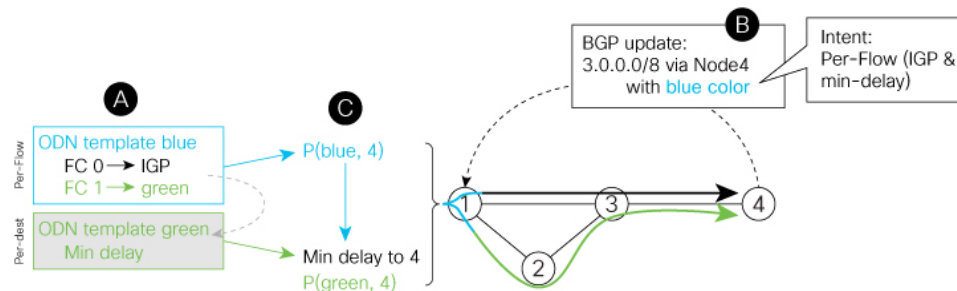 A
Per-Flow
ODN template blue
FC 0 → IGP
FC 1 → green
Per-dest
ODN template green
Min delay
C
P(blue, 4)
Min delay to 4
P(green, 4)
B
BGP update:
3.0.0.0/8 via Node4
with blue color
Intent:
Per-Flow (IGP &
min-delay)
1
3
4
2